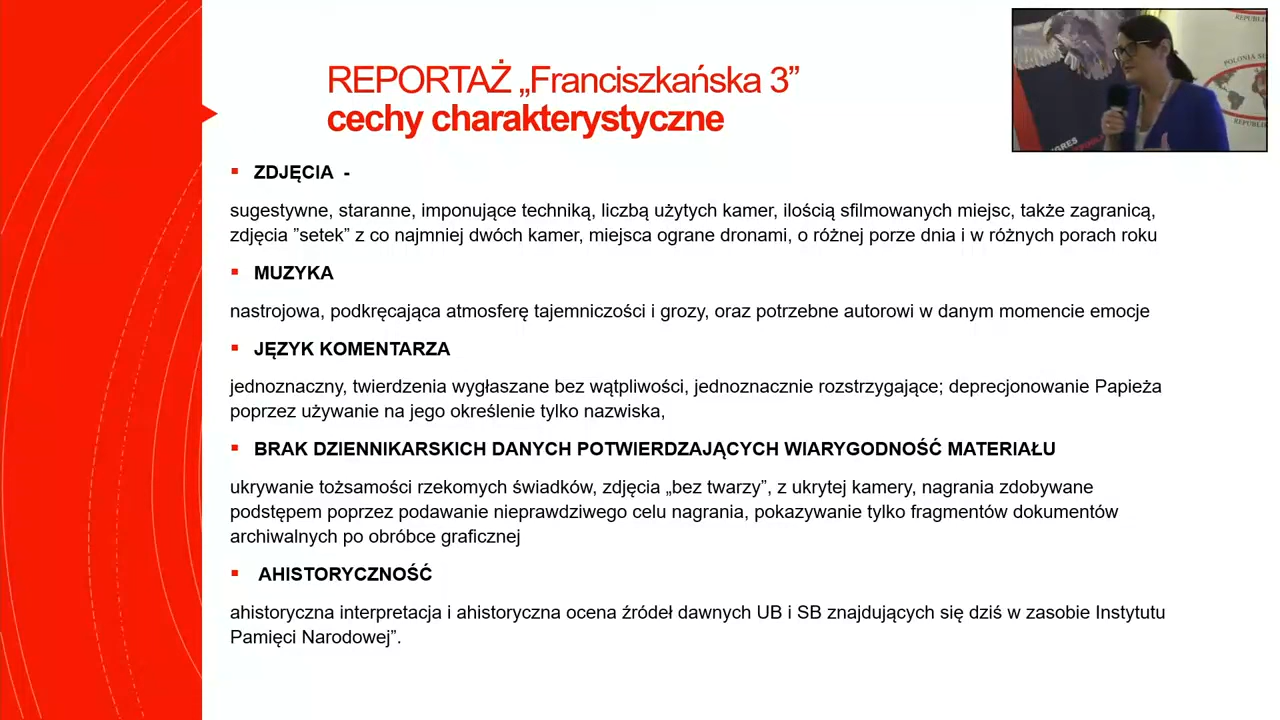 REPORTAŻ „Franciszkańska 3”
cechy charakterystyczne
ZDJĘCIA -
sugestywne, staranne, imponujące techniką, liczbą użytych kamer, ilością sfilmowanych miejsc, także zagranicą,
zdjęcia ”setek” z co najmniej dwóch kamer, miejsca ograne dronami, o różnej porze dnia i w różnych porach roku
MUZYKA
nastrojowa, podkręcająca atmosferę tajemniczości i grozy, oraz potrzebne autorowi w danym momencie emocje
JĘZYK KOMENTARZA
jednoznaczny, twierdzenia wygłaszane bez wątpliwości, jednoznacznie rozstrzygające; deprecjonowanie Papieża
poprzez używanie na jego określenie tylko nazwiska,
BRAK DZIENNIKARSKICH DANYCH POTWIERDZAJĄCYCH WIARYGODNOŚĆ MATERIAŁU
ukrywanie tożsamości rzekomych świadków, zdjęcia „bez twarzy”, z ukrytej kamery, nagrania zdobywane
podstępem poprzez podawanie nieprawdziwego celu nagrania, pokazywanie tylko fragmentów dokumentów
archiwalnych po obróbce graficznej
AHISTORYCZNOŚĆ
ahistoryczna interpretacja i ahistoryczna ocena źródeł dawnych UB i SB znajdujących się dziś w zasobie Instytutu
Pamięci Narodowej”.
POLONIA